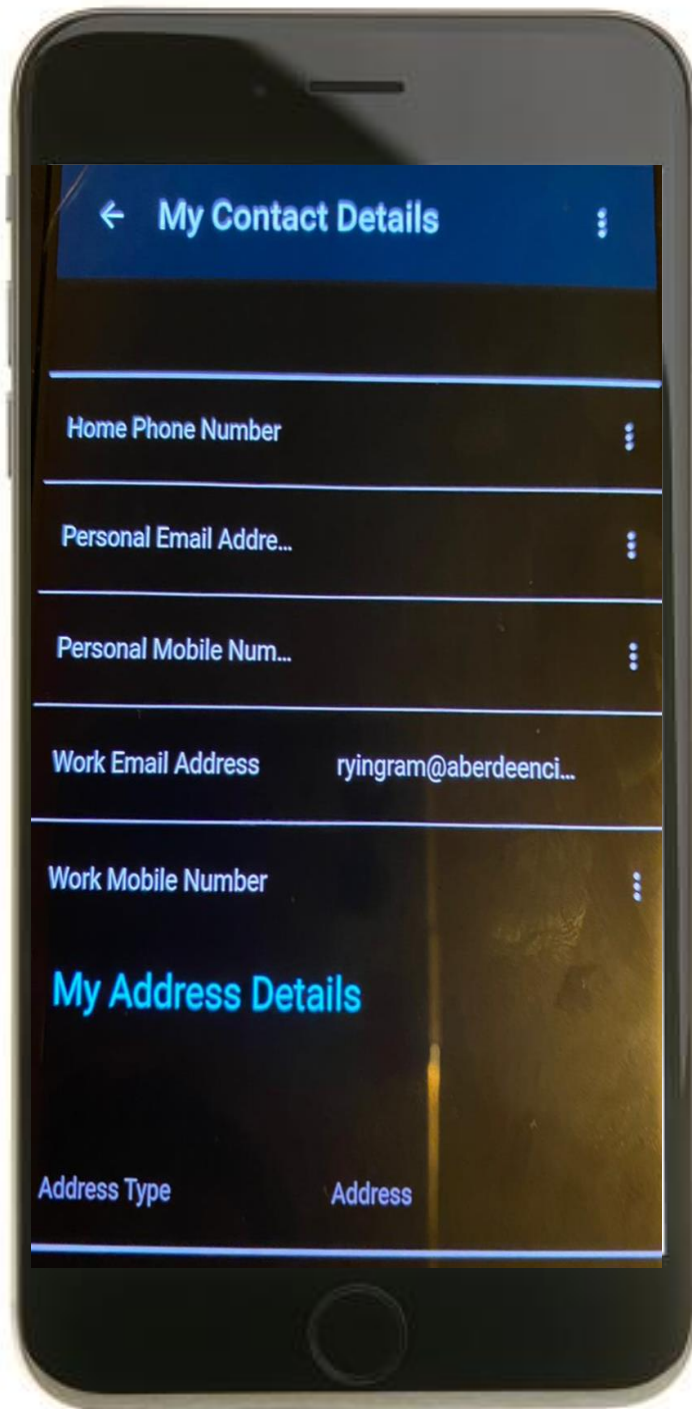 My Contact Details
Home Phone Number
Personal Email Addre...
Personal Mobile Num...
Work Email Address ryingram@aberdeenci...
Work Mobile Number
My Address Details
Address Type Address